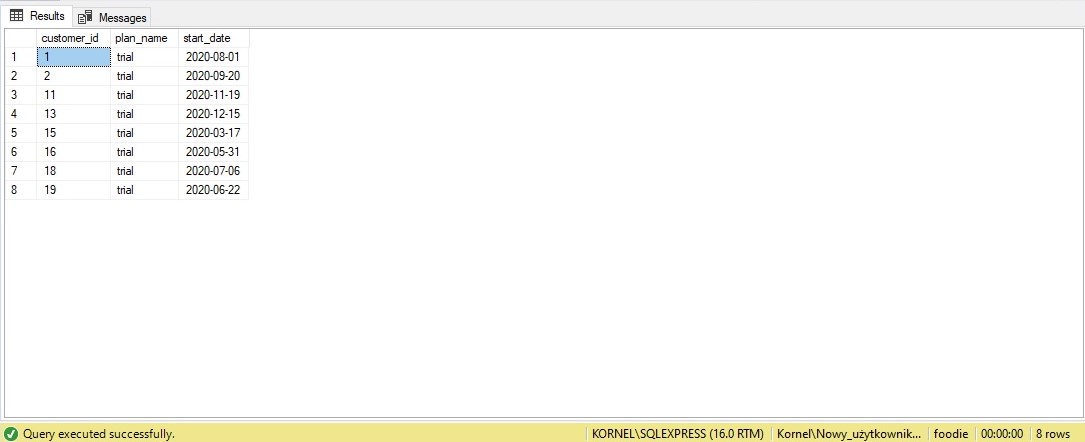 Results Messages
customer_id plan_name start_date
1 1 trial 2020-08-01
2 2 trial 2020-09-20
3 11 trial 2020-11-19
4 13 trial 2020-12-15
5 15 trial 2020-03-17
6 16 trial 2020-05-31
7 18 trial 2020-07-06
8 19 trial 2020-06-22
Query executed successfully. KORNEL\SQLEXPRESS (16.0 RTM) Kornel\Nowy_użytkownik... foodie 00:00:00 8 rows